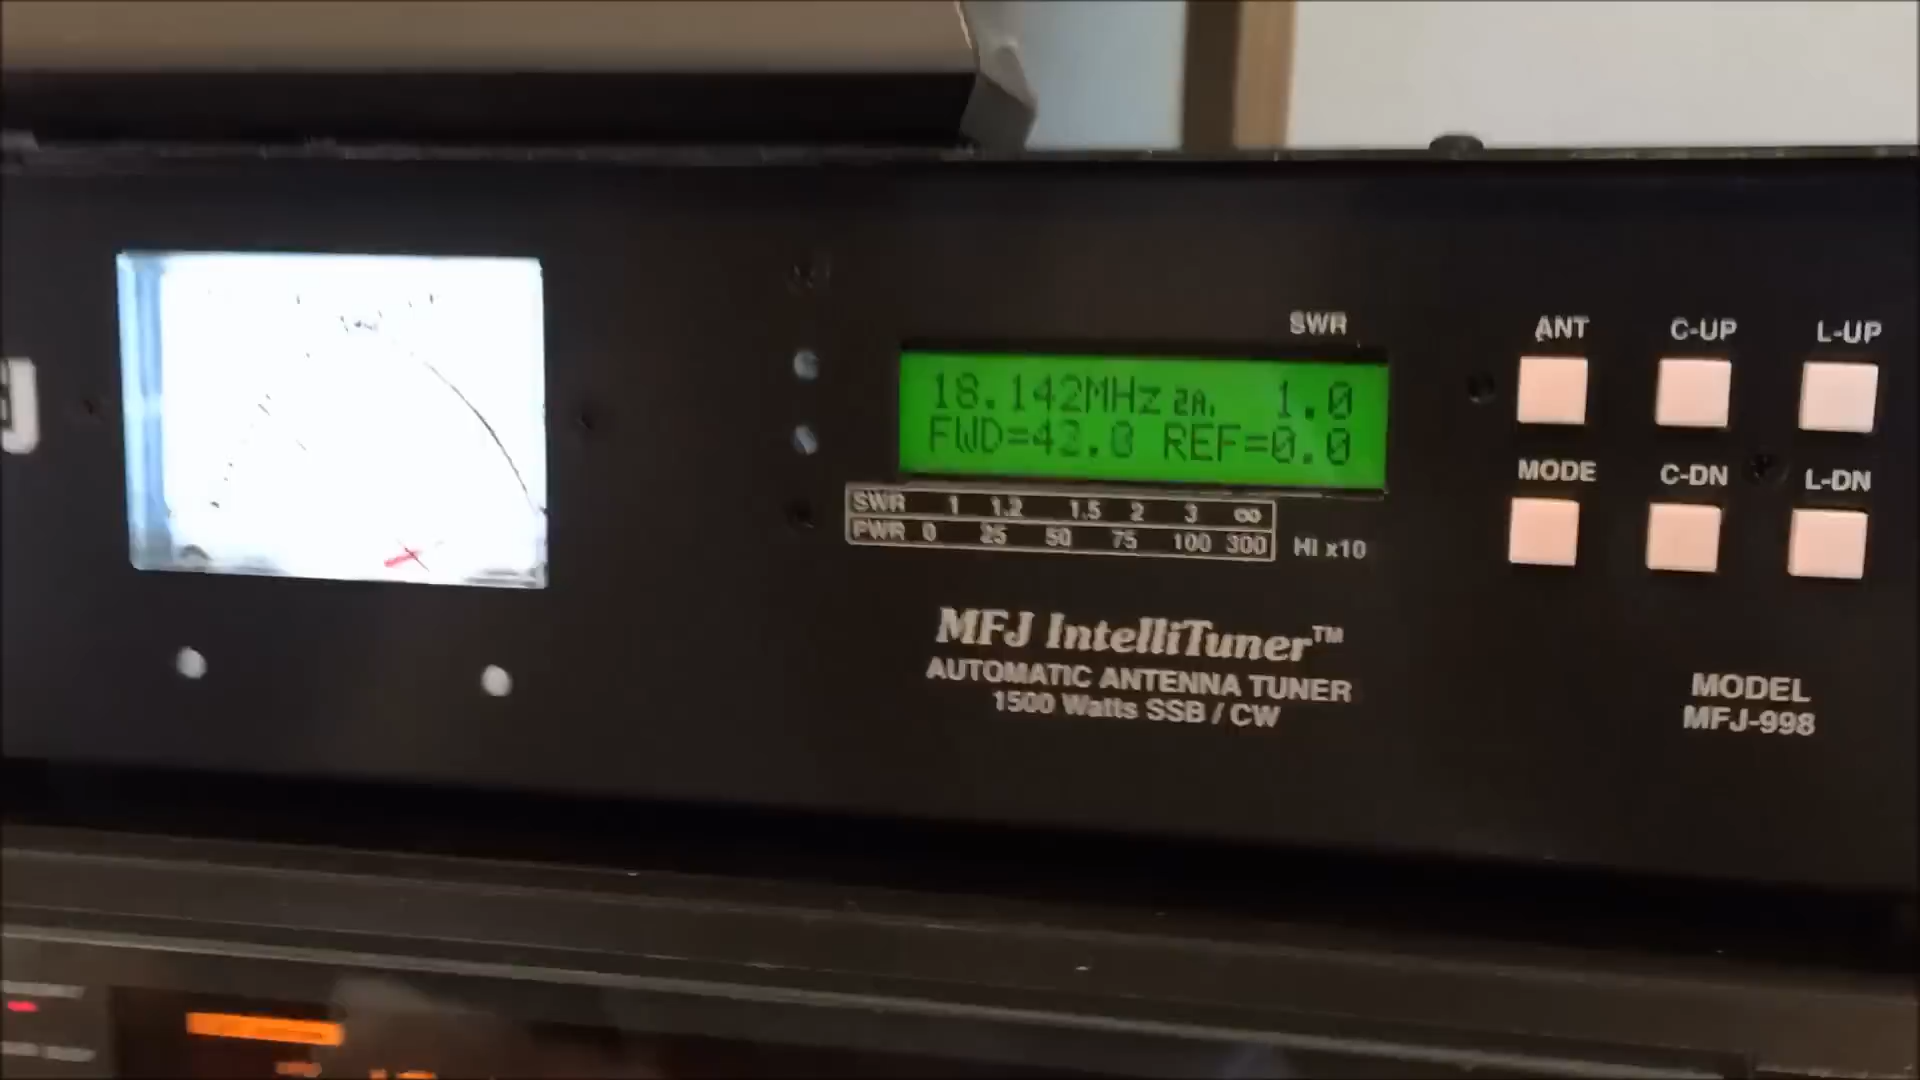 SWR
18.142MHz 2A. 1.0
FWD=42.0 REF=0.0
SWR 1 1.2 1.5 2 3 ∞
PWR 0 25 50 75 100 300 HI x10
MFJ IntelliTuner™
AUTOMATIC ANTENNA TUNER
1500 Watts SSB / CW
ANT C-UP L-UP
MODE C-DN L-DN
MODEL
MFJ-998